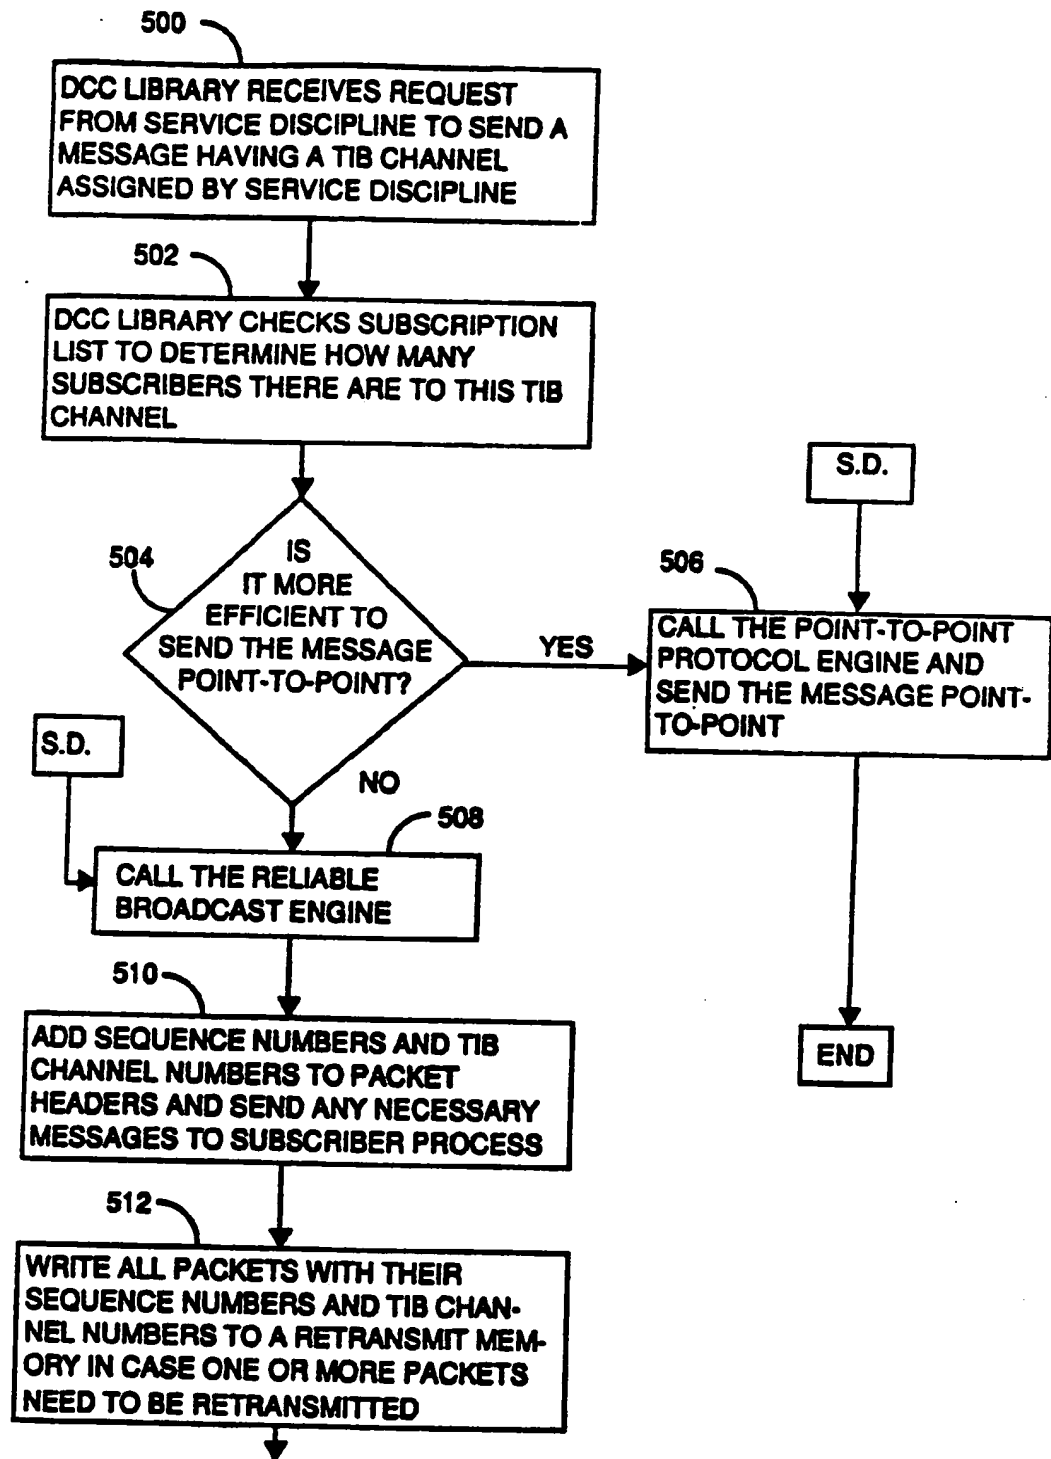 500
DCC LIBRARY RECEIVES REQUEST
FROM SERVICE DISCIPLINE TO SEND A
MESSAGE HAVING A TIB CHANNEL
ASSIGNED BY SERVICE DISCIPLINE
502
DCC LIBRARY CHECKS SUBSCRIPTION
LIST TO DETERMINE HOW MANY
SUBSCRIBERS THERE ARE TO THIS TIB
CHANNEL
504
IS
IT MORE
EFFICIENT TO
SEND THE MESSAGE
POINT-TO-POINT?
YES
S.D.
506
CALL THE POINT-TO-POINT
PROTOCOL ENGINE AND
SEND THE MESSAGE POINT-
TO-POINT
END
S.D.
NO
508
CALL THE RELIABLE
BROADCAST ENGINE
510
ADD SEQUENCE NUMBERS AND TIB
CHANNEL NUMBERS TO PACKET
HEADERS AND SEND ANY NECESSARY
MESSAGES TO SUBSCRIBER PROCESS
512
WRITE ALL PACKETS WITH THEIR
SEQUENCE NUMBERS AND TIB CHAN-
NEL NUMBERS TO A RETRANSMIT MEM-
ORY IN CASE ONE OR MORE PACKETS
NEED TO BE RETRANSMITTED